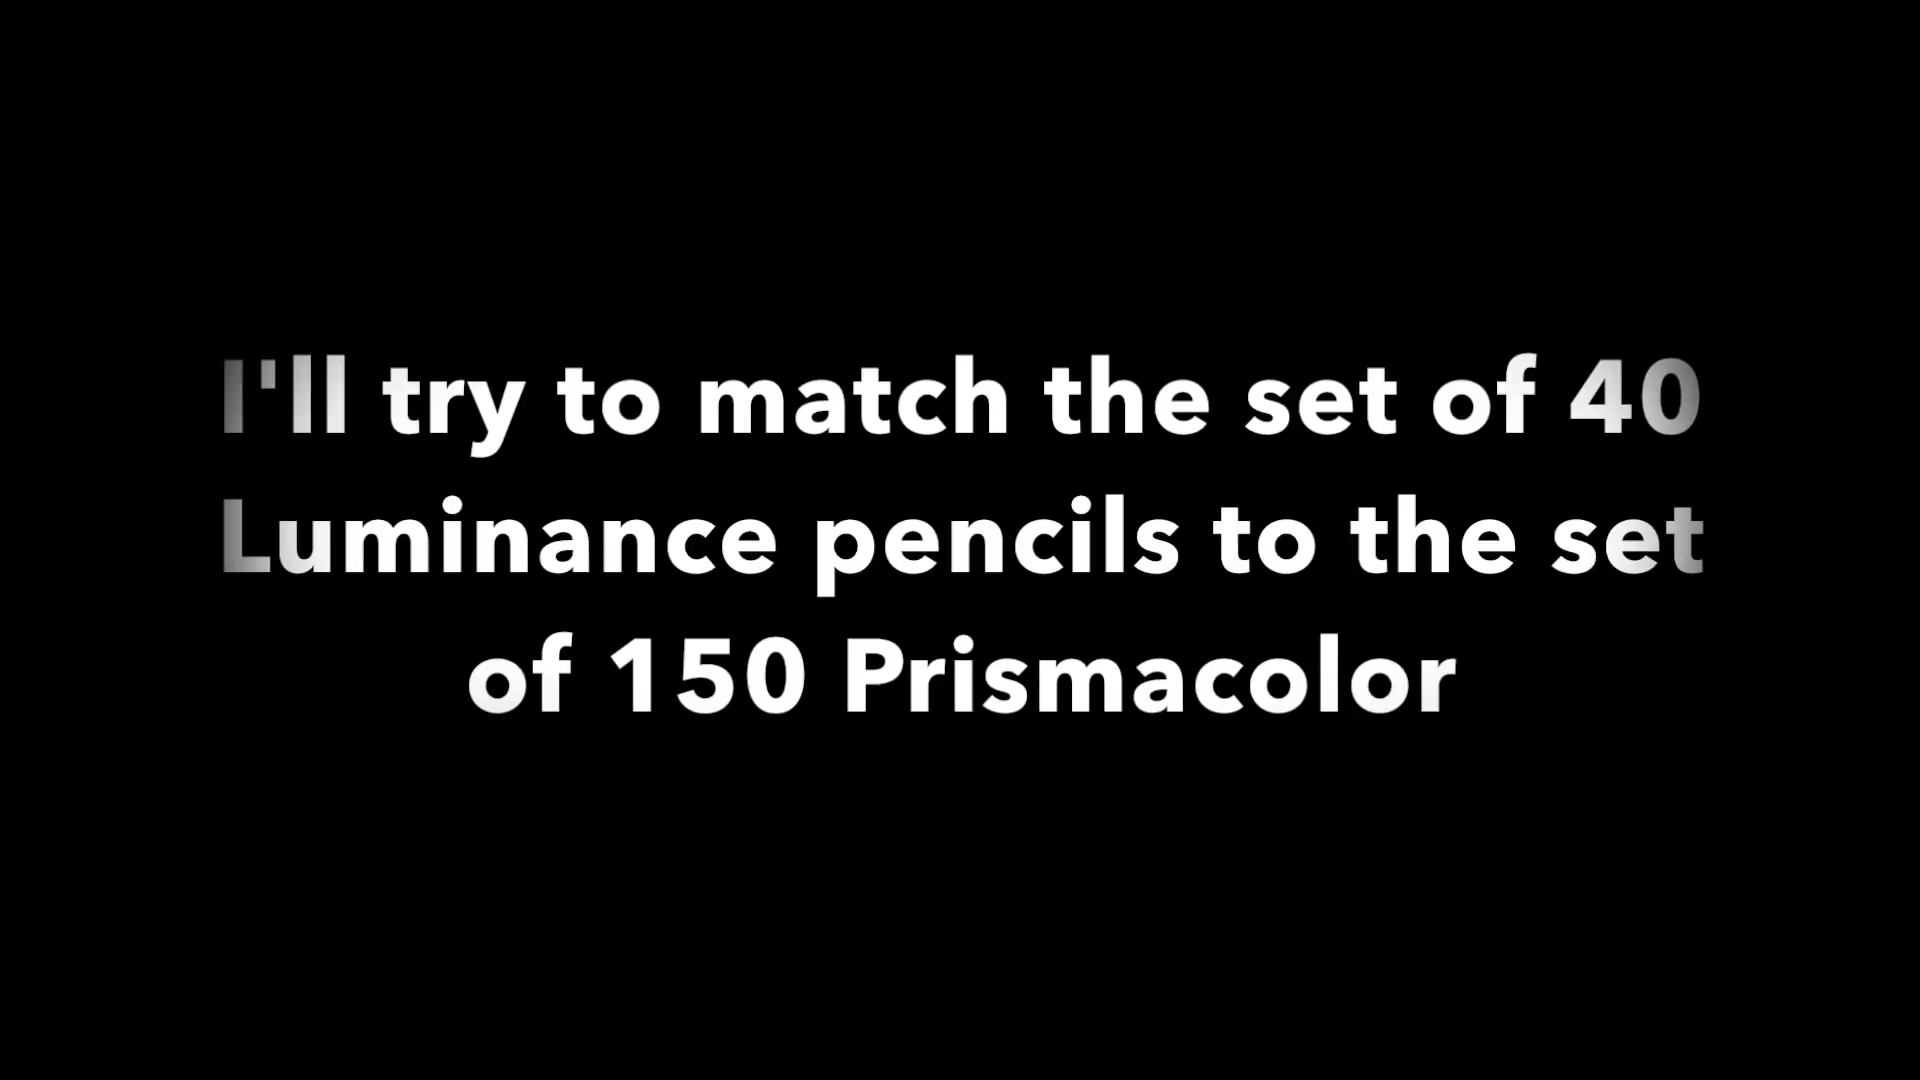 I'll try to match the set of 40
Luminance pencils to the set
of 150 Prismacolor